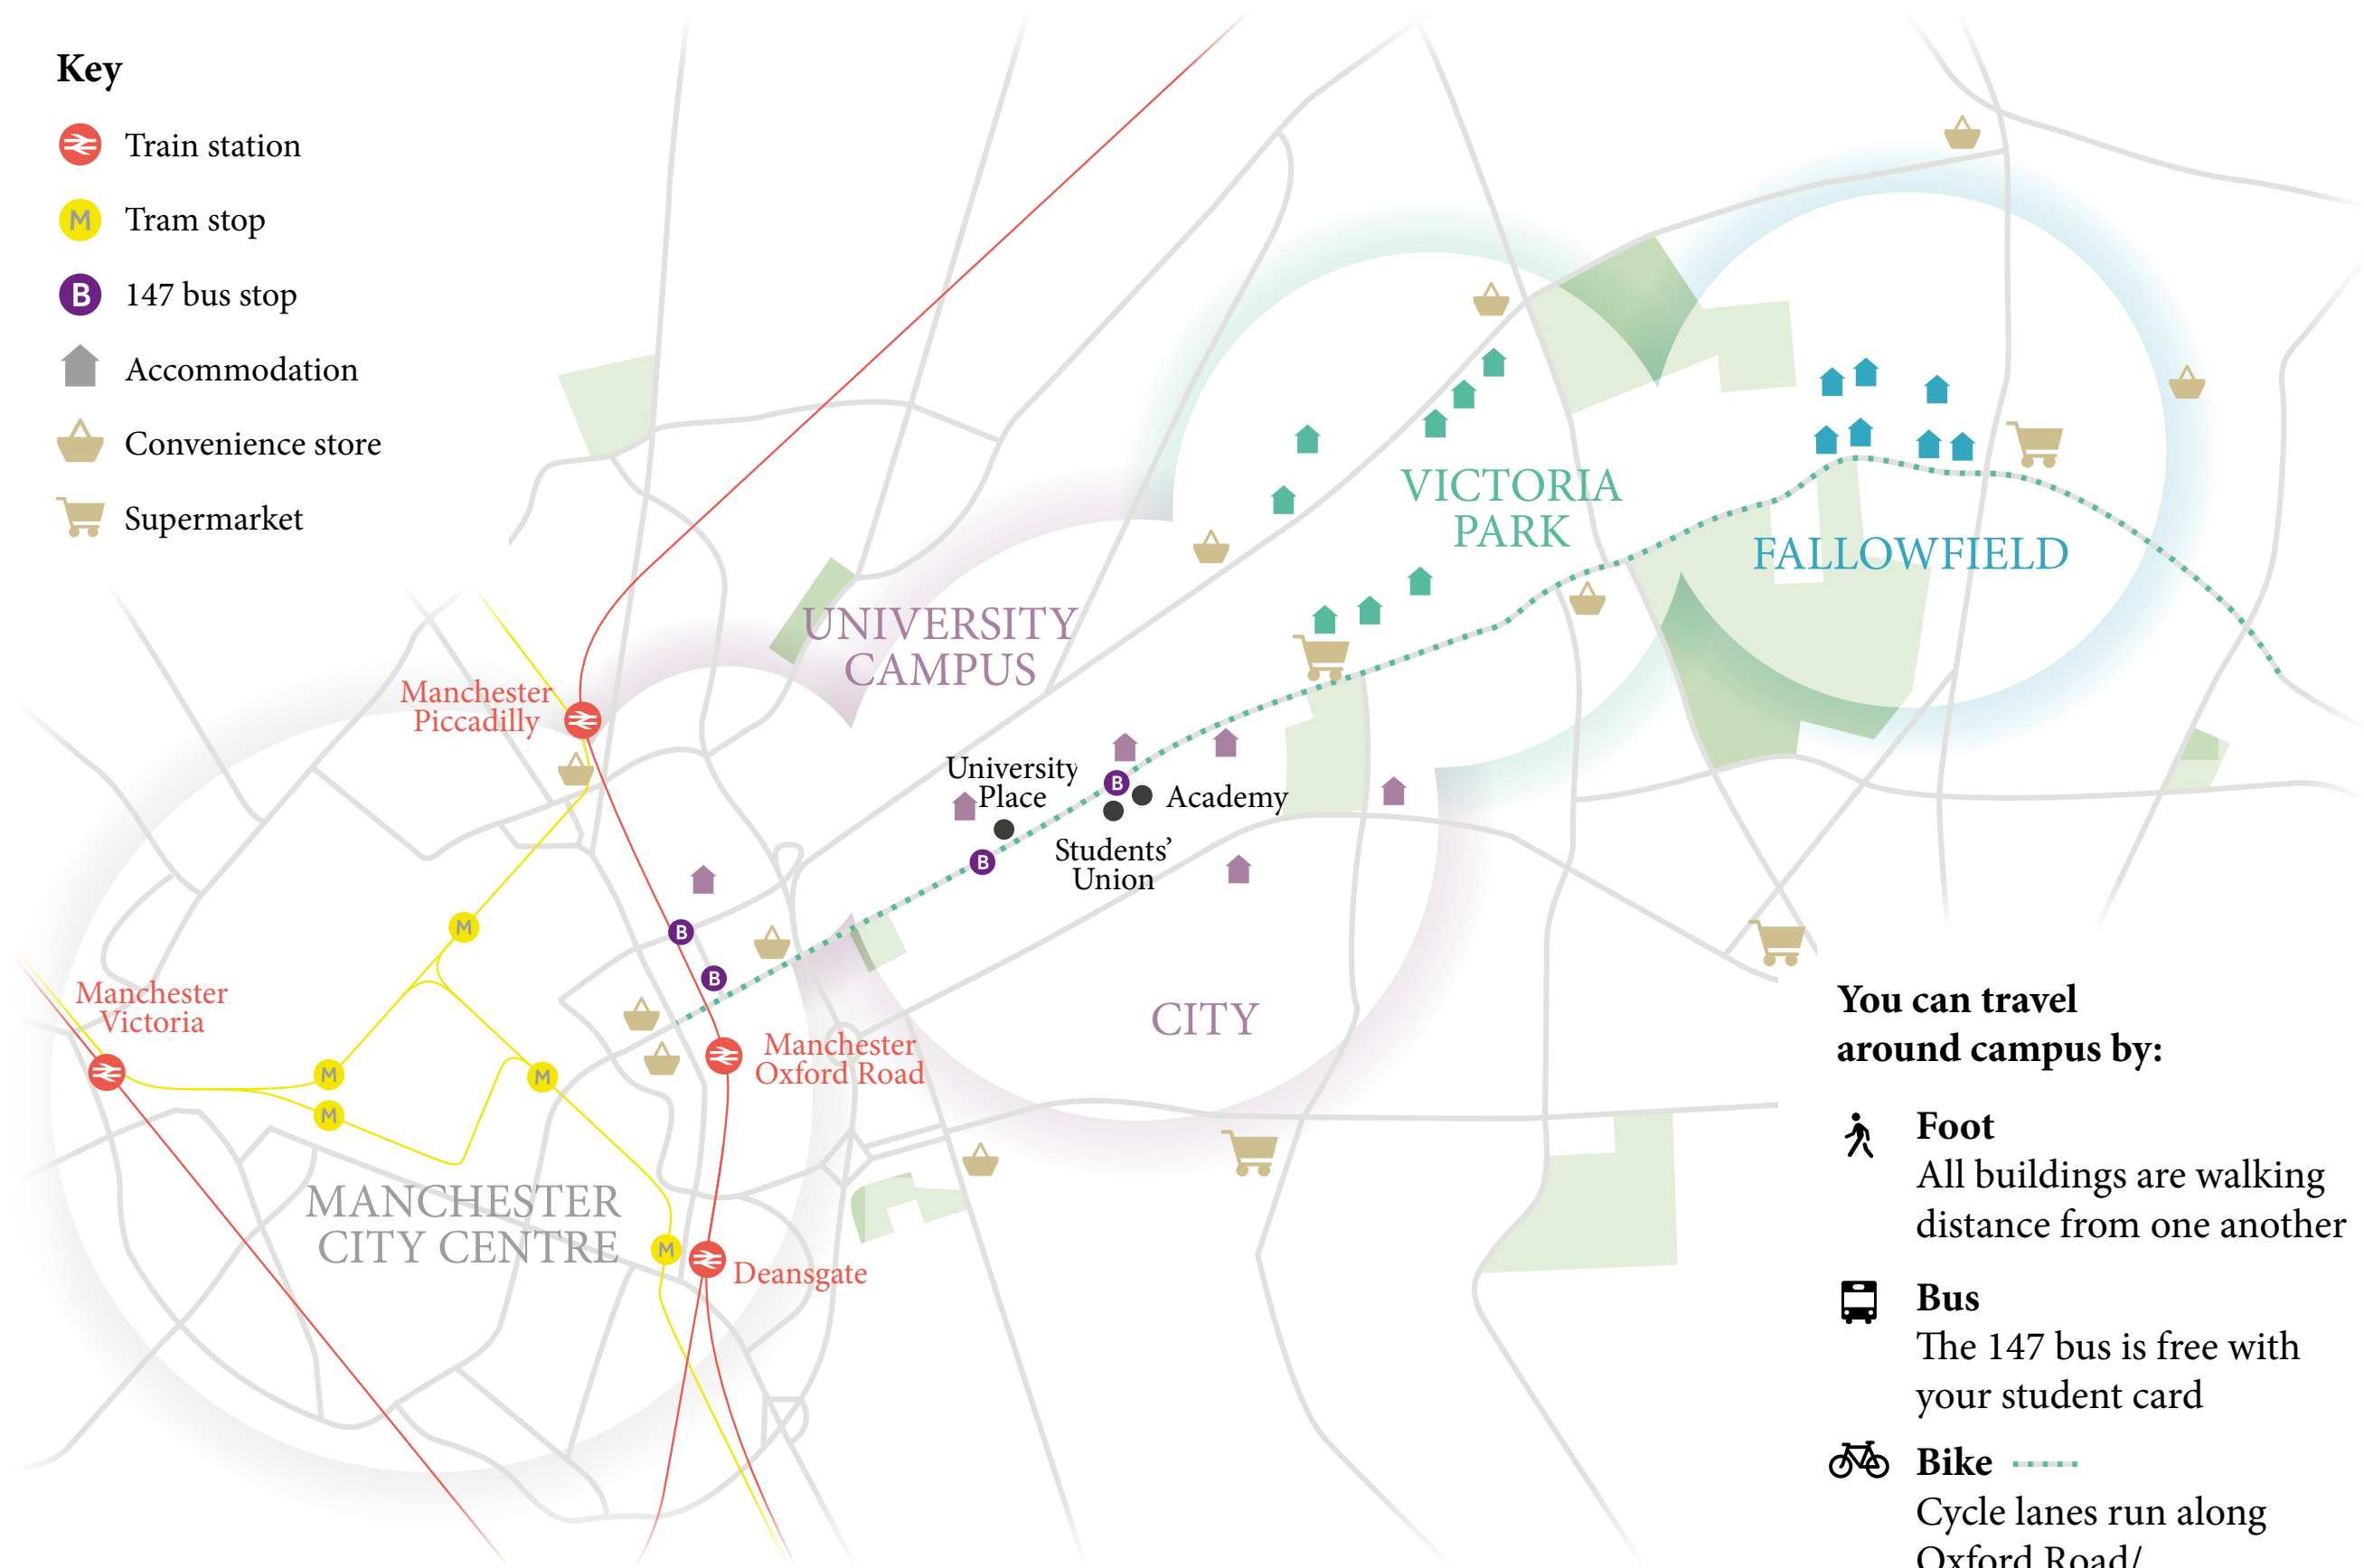 Key
Train station
M Tram stop
B 147 bus stop
Accommodation
Convenience store
Supermarket
VICTORIA
PARK
FALLOWFIELD
UNIVERSITY
CAMPUS
Manchester
Piccadilly
University
Place
B
Academy
Students’
Union
B
B
B
M
CITY
Manchester
Victoria
Manchester
Oxford Road
M
M
M
MANCHESTER
CITY CENTRE
M
Deansgate
You can travel
around campus by:
Foot
All buildings are walking
distance from one another
Bus
The 147 bus is free with
your student card
Bike
Cycle lanes run along
Oxford Road/